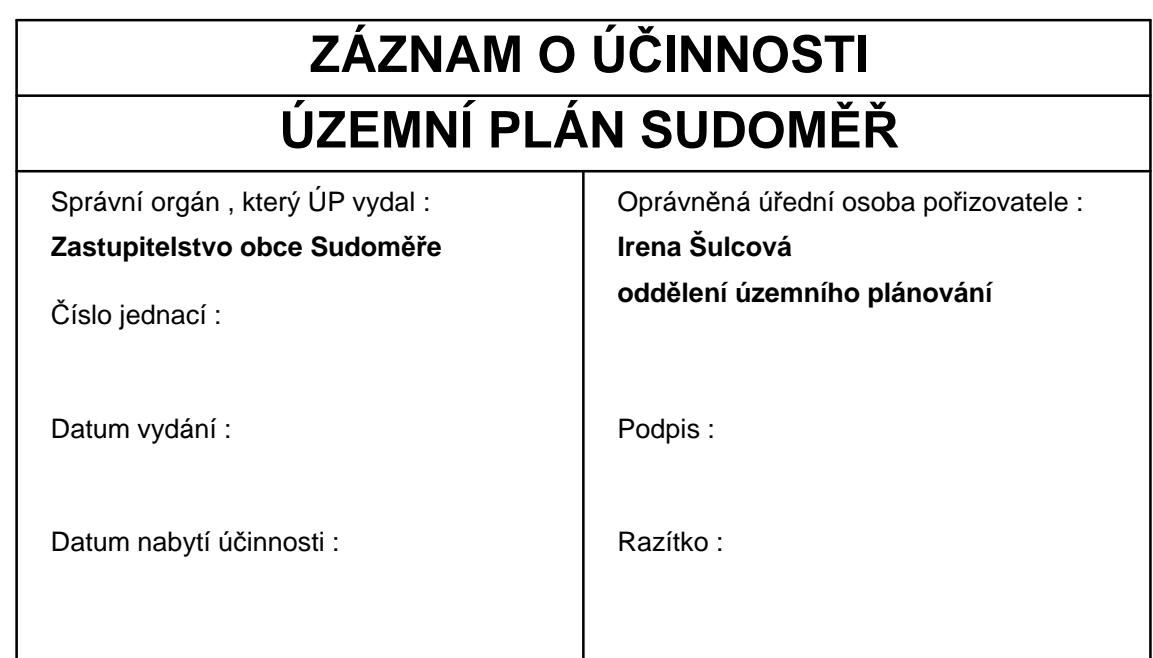 ZÁZNAM O ÚČINNOSTI
ÚZEMNÍ PLÁN SUDOMĚŘ
Správní orgán , který ÚP vydal :
Zastupitelstvo obce Sudoměře
Číslo jednací :
Datum vydání :
Datum nabytí účinnosti :
Oprávněná úřední osoba pořizovatele :
Irena Šulcová
oddělení územního plánování
Podpis :
Razítko :